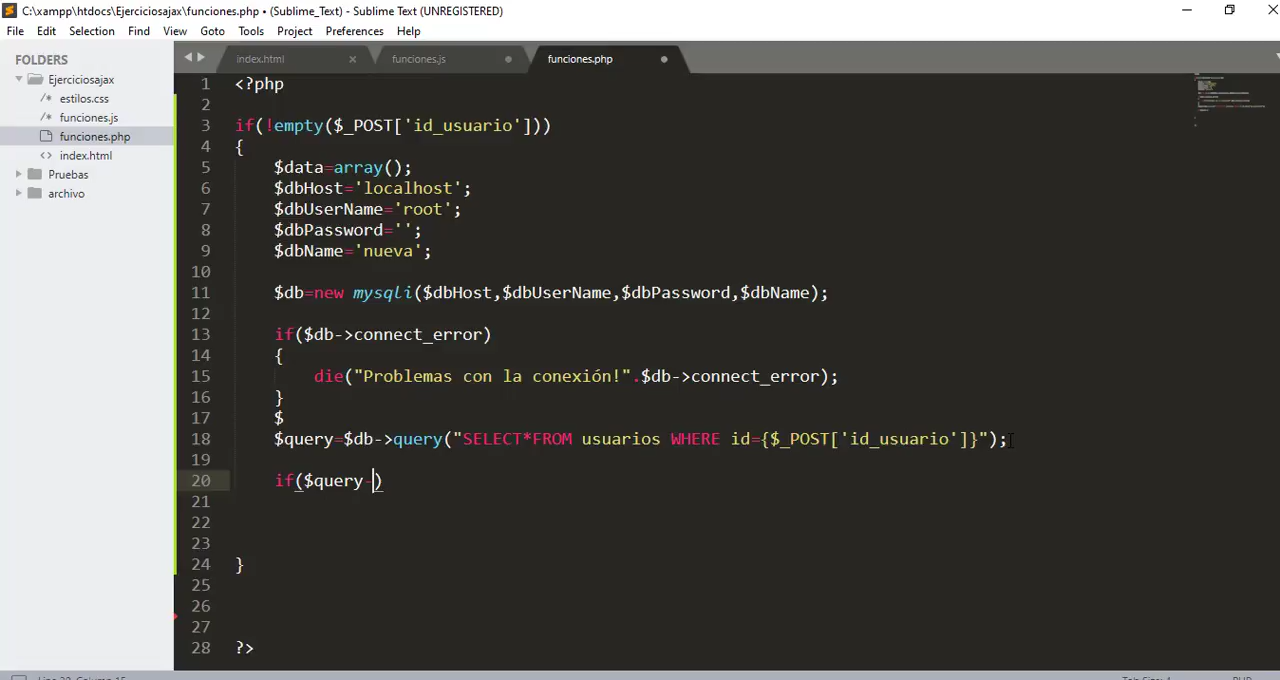 C:\xampp\htdocs\Ejerciciosajax\funciones.php • (Sublime_Text) - Sublime Text (UNREGISTERED)
File Edit Selection Find View Goto Tools Project Preferences Help
FOLDERS
Ejerciciosajax
estilos.css
funciones.js
funciones.php
index.html
Pruebas
archivo
index.html funciones.js funciones.php
1 <?php
2
3 if(!empty($_POST['id_usuario']))
4 {
5 $data=array();
6 $dbHost='localhost';
7 $dbUserName='root';
8 $dbPassword='';
9 $dbName='nueva';
10
11 $db=new mysqli($dbHost,$dbUserName,$dbPassword,$dbName);
12
13 if($db->connect_error)
14 {
15 die("Problemas con la conexión!".$db->connect_error);
16 }
17 $
18 $query=$db->query("SELECT*FROM usuarios WHERE id={$_POST['id_usuario']}");
19
20 if($query-)
21
22
23
24 }
25
26
27
28 ?>